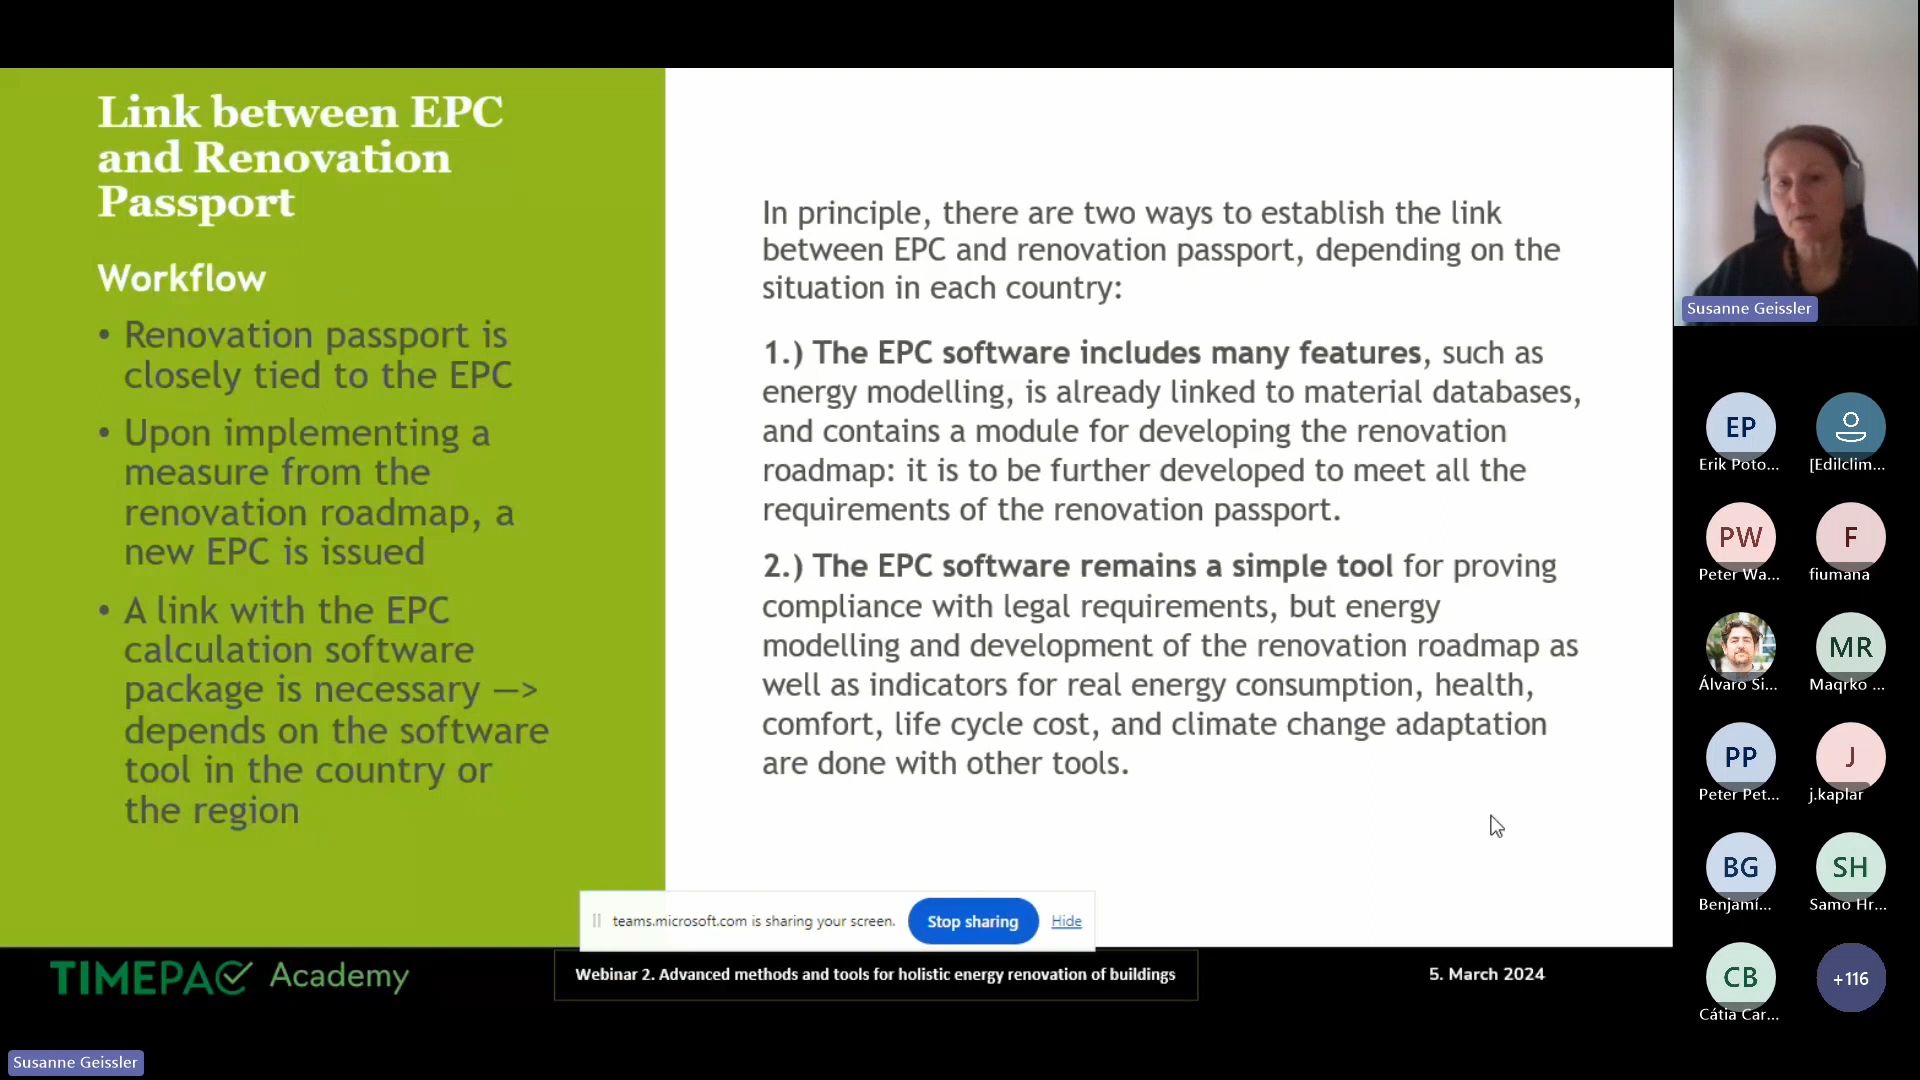 Link between EPC
and Renovation
Passport
Workflow
• Renovation passport is
closely tied to the EPC
• Upon implementing a
measure from the
renovation roadmap, a
new EPC is issued
• A link with the EPC
calculation software
package is necessary —>
depends on the software
tool in the country or
the region
In principle, there are two ways to establish the link
between EPC and renovation passport, depending on the
situation in each country:
1.) The EPC software includes many features, such as
energy modelling, is already linked to material databases,
and contains a module for developing the renovation
roadmap: it is to be further developed to meet all the
requirements of the renovation passport.
2.) The EPC software remains a simple tool for proving
compliance with legal requirements, but energy
modelling and development of the renovation roadmap as
well as indicators for real energy consumption, health,
comfort, life cycle cost, and climate change adaptation
are done with other tools.
teams.microsoft.com is sharing your screen. Stop sharing Hide
TIMEPAC Academy
Webinar 2. Advanced methods and tools for holistic energy renovation of buildings
5. March 2024
Susanne Geissler
Susanne Geissler
EP
Erik Poto...
[Edilclim...
PW F
Peter Wa... fiumana
MR
Álvaro Si... Maqrko ...
PP J
Peter Pet... j.kaplar
BG SH
Benjamí... Samo Hr...
CB +116
Cátia Car...